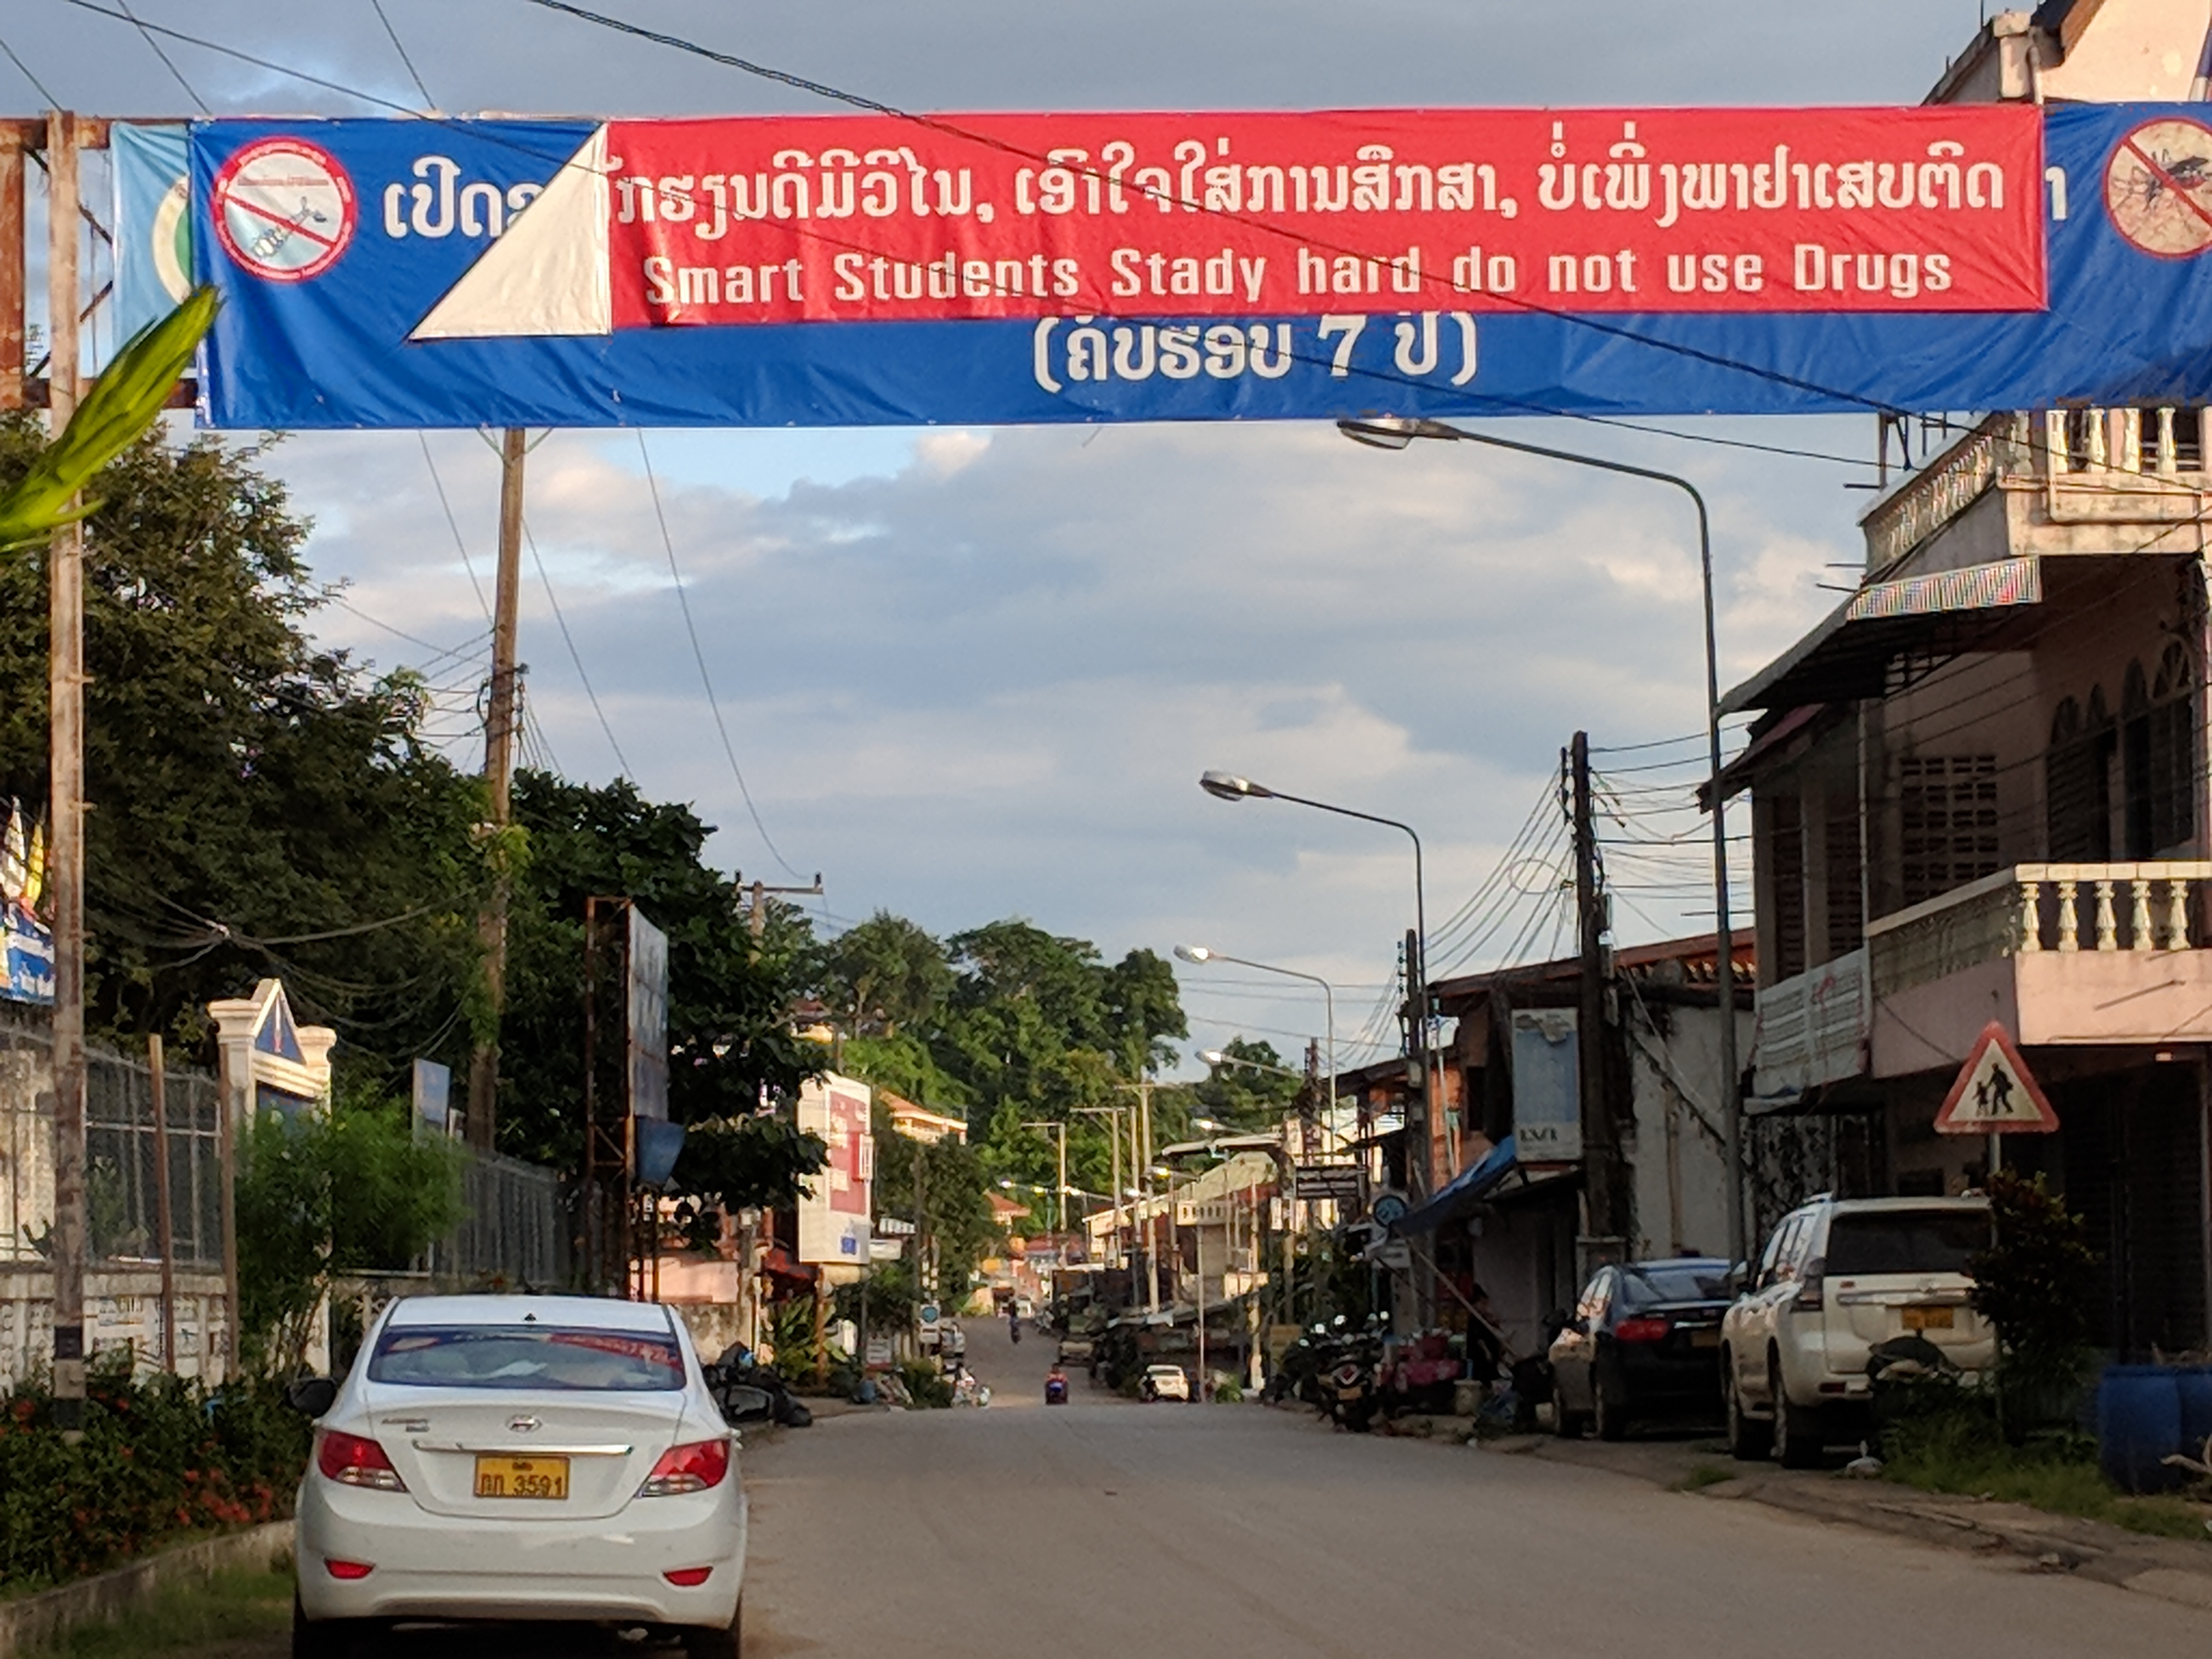 ເປີດ
ັກຮຽນດີມີວິໄນ, ເອົາໃຈໃສ່ການສຶກສາ, ບໍ່ເພິ່ງພາຢາເສບຕິດ
Smart Students Stady hard do not use Drugs
(ຄົບຮອບ 7 ປີ)
ກກ 3591